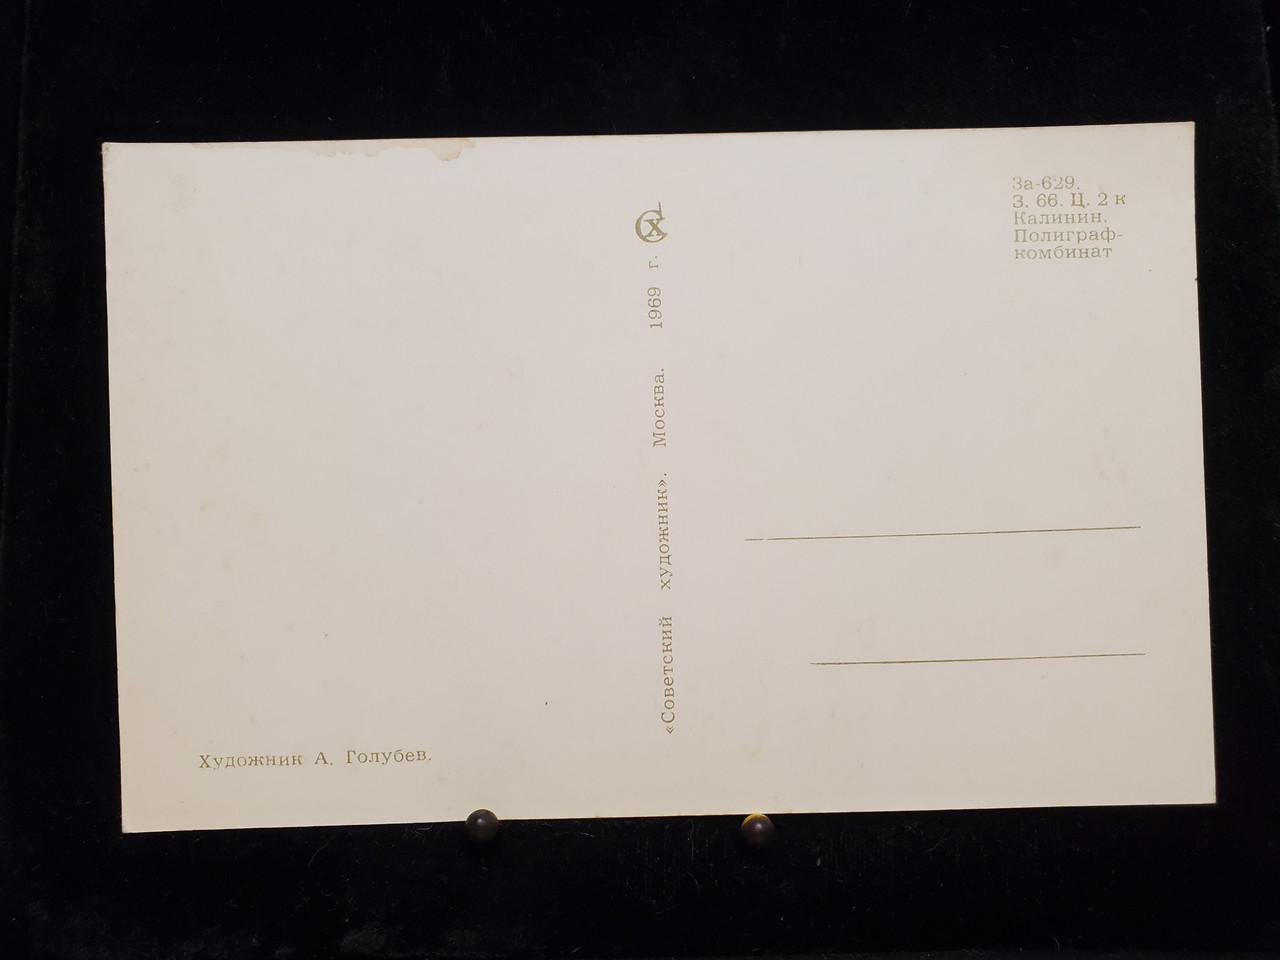 За-629.
З. 66. Ц. 2 к
Калинин.
Полиграф-
комбинат
СХ
«Советский художник». Москва. 1969 г.
Художник А. Голубев.